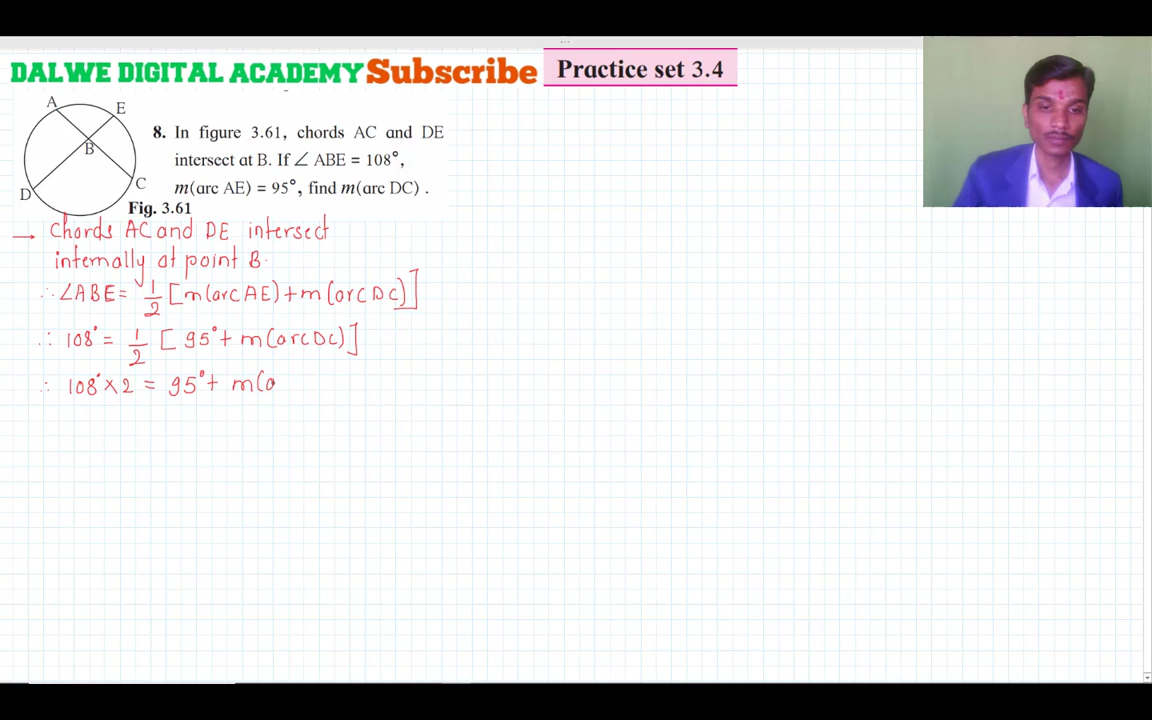 DALWE DIGITAL ACADEMY Subscribe Practice set 3.4
A
E
B
C
D
Fig. 3.61
8. In figure 3.61, chords AC and DE
intersect at B. If ∠ ABE = 108°,
m(arc AE) = 95°, find m(arc DC) .
→ Chords AC and DE intersect
internally at point B.
∴ ∠ABE = 1/2 [m(arc AE) + m(arc DC)]
∴ 108° = 1/2 [95° + m(arc DC)]
∴ 108° × 2 = 95° + m(a